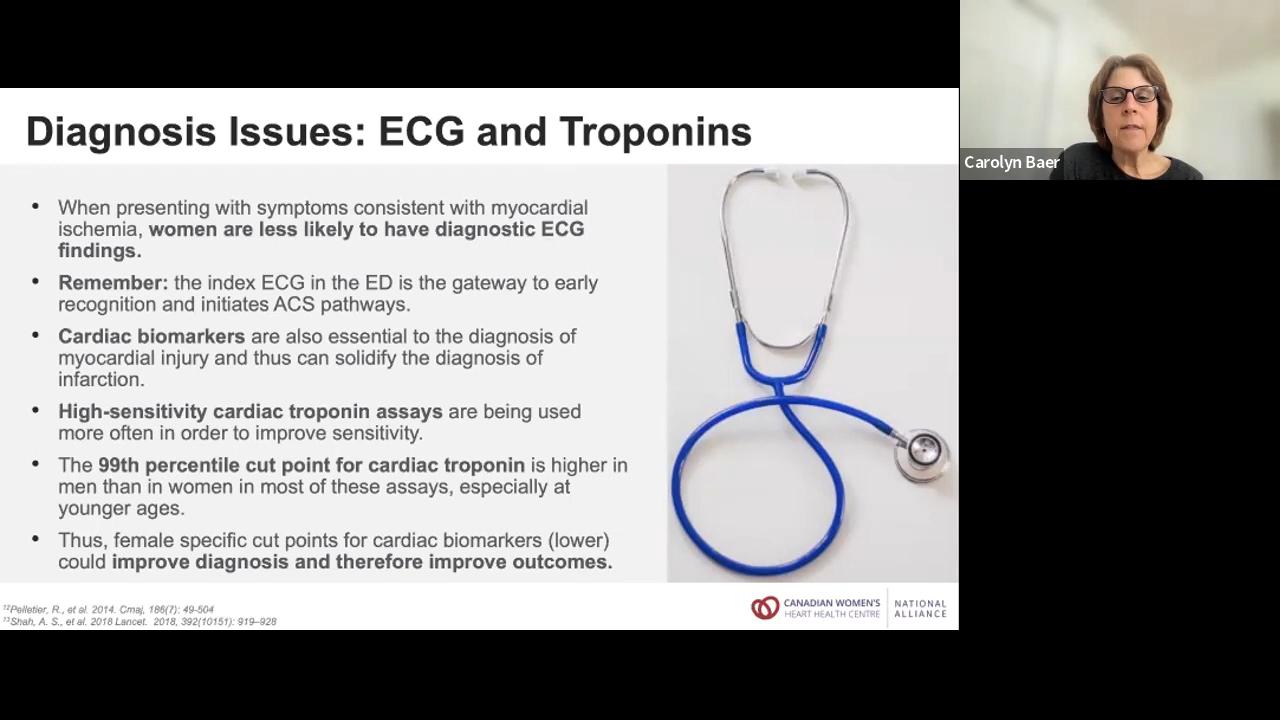 Diagnosis Issues: ECG and Troponins
• When presenting with symptoms consistent with myocardial
ischemia, women are less likely to have diagnostic ECG
findings.
• Remember: the index ECG in the ED is the gateway to early
recognition and initiates ACS pathways.
• Cardiac biomarkers are also essential to the diagnosis of
myocardial injury and thus can solidify the diagnosis of
infarction.
• High-sensitivity cardiac troponin assays are being used
more often in order to improve sensitivity.
• The 99th percentile cut point for cardiac troponin is higher in
men than in women in most of these assays, especially at
younger ages.
• Thus, female specific cut points for cardiac biomarkers (lower)
could improve diagnosis and therefore improve outcomes.
¹²Pelletier, R., et al. 2014. Cmaj, 186(7): 49-504
¹³Shah, A. S., et al. 2018 Lancet. 2018, 392(10151): 919–928
CANADIAN WOMEN'S
HEART HEALTH CENTRE
NATIONAL
ALLIANCE
Carolyn Baer